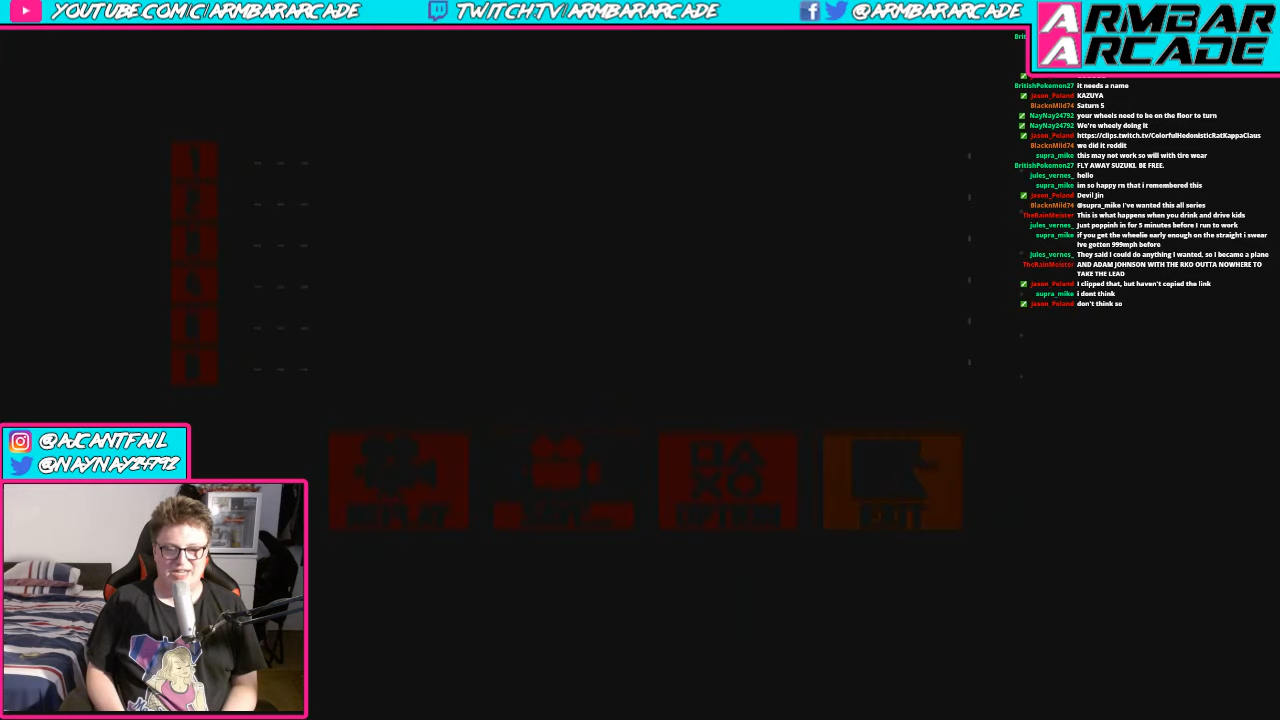 YOUTUBE.COM/C/ARMBARARCADE
TWITCH.TV/ARMBARARCADE
@ARMBARARCADE
ARMBAR
ARCADE
BritishPokemon27 it needs a name
Jason_Poland KAZUYA
BlacknMild74 Saturn 5
NayNay24792 your wheels need to be on the floor to turn
NayNay24792 We're wheely doing it
Jason_Poland https://clips.twitch.tv/ColorfulHedonisticRatKappaClaus
BlacknMild74 we did it reddit
supra_mike this may not work so will with tire wear
BritishPokemon27 FLY AWAY SUZUKI. BE FREE.
jules_vernes_ hello
supra_mike im so happy rn that i remembered this
Jason_Poland Devil Jin
BlacknMild74 @supra_mike I've wanted this all series
TheRainMeister This is what happens when you drink and drive kids
jules_vernes_ Just poppinh in for 5 minutes before I run to work
supra_mike if you get the wheelie early enough on the straight i swear
ive gotten 999mph before
jules_vernes_ They said I could do anything I wanted, so I became a plane
TheRainMeister AND ADAM JOHNSON WITH THE RKO OUTTA NOWHERE TO
TAKE THE LEAD
Jason_Poland I clipped that, but haven't copied the link
supra_mike i dont think
Jason_Poland don't think so
REPLAY
OPTION
EXIT
@AJCANTFAIL
@NAYNAY24792